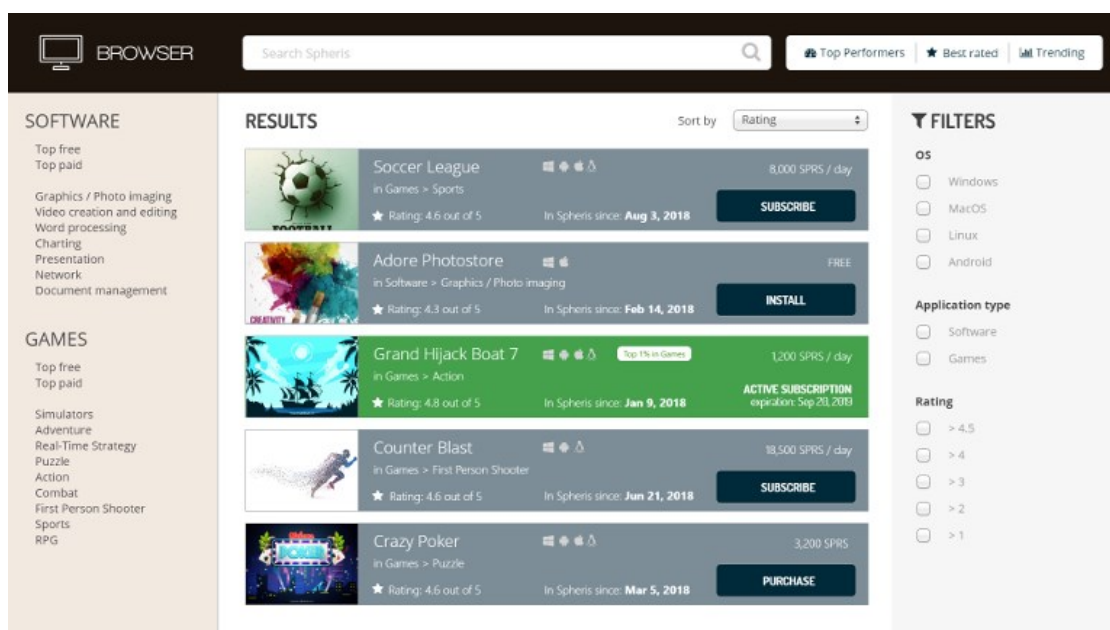 BROWSER
Search Spheris
Top Performers
Best rated
Trending
SOFTWARE
Top free
Top paid
Graphics / Photo imaging
Video creation and editing
Word processing
Charting
Presentation
Network
Document management
GAMES
Top free
Top paid
Simulators
Adventure
Real-Time Strategy
Puzzle
Action
Combat
First Person Shooter
Sports
RPG
RESULTS
Sort by
Rating
Soccer League
8,000 SPRS / day
in Games > Sports
Rating: 4.6 out of 5
In Spheris since: Aug 3, 2018
SUBSCRIBE
FOOTBALL
Adore Photostore
FREE
in Software > Graphics / Photo imaging
Rating: 4.3 out of 5
In Spheris since: Feb 14, 2018
INSTALL
CREATIVITY
Grand Hijack Boat 7
Top 1% in Games
1,200 SPRS / day
in Games > Action
Rating: 4.8 out of 5
In Spheris since: Jan 9, 2018
ACTIVE SUBSCRIPTION
expiration: Sep 20, 2019
Counter Blast
18,500 SPRS / day
in Games > First Person Shooter
Rating: 4.6 out of 5
In Spheris since: Jun 21, 2018
SUBSCRIBE
POKER
Crazy Poker
3,200 SPRS
in Games > Puzzle
Rating: 4.6 out of 5
In Spheris since: Mar 5, 2018
PURCHASE
FILTERS
OS
Windows
MacOS
Linux
Android
Application type
Software
Games
Rating
> 4.5
> 4
> 3
> 2
> 1